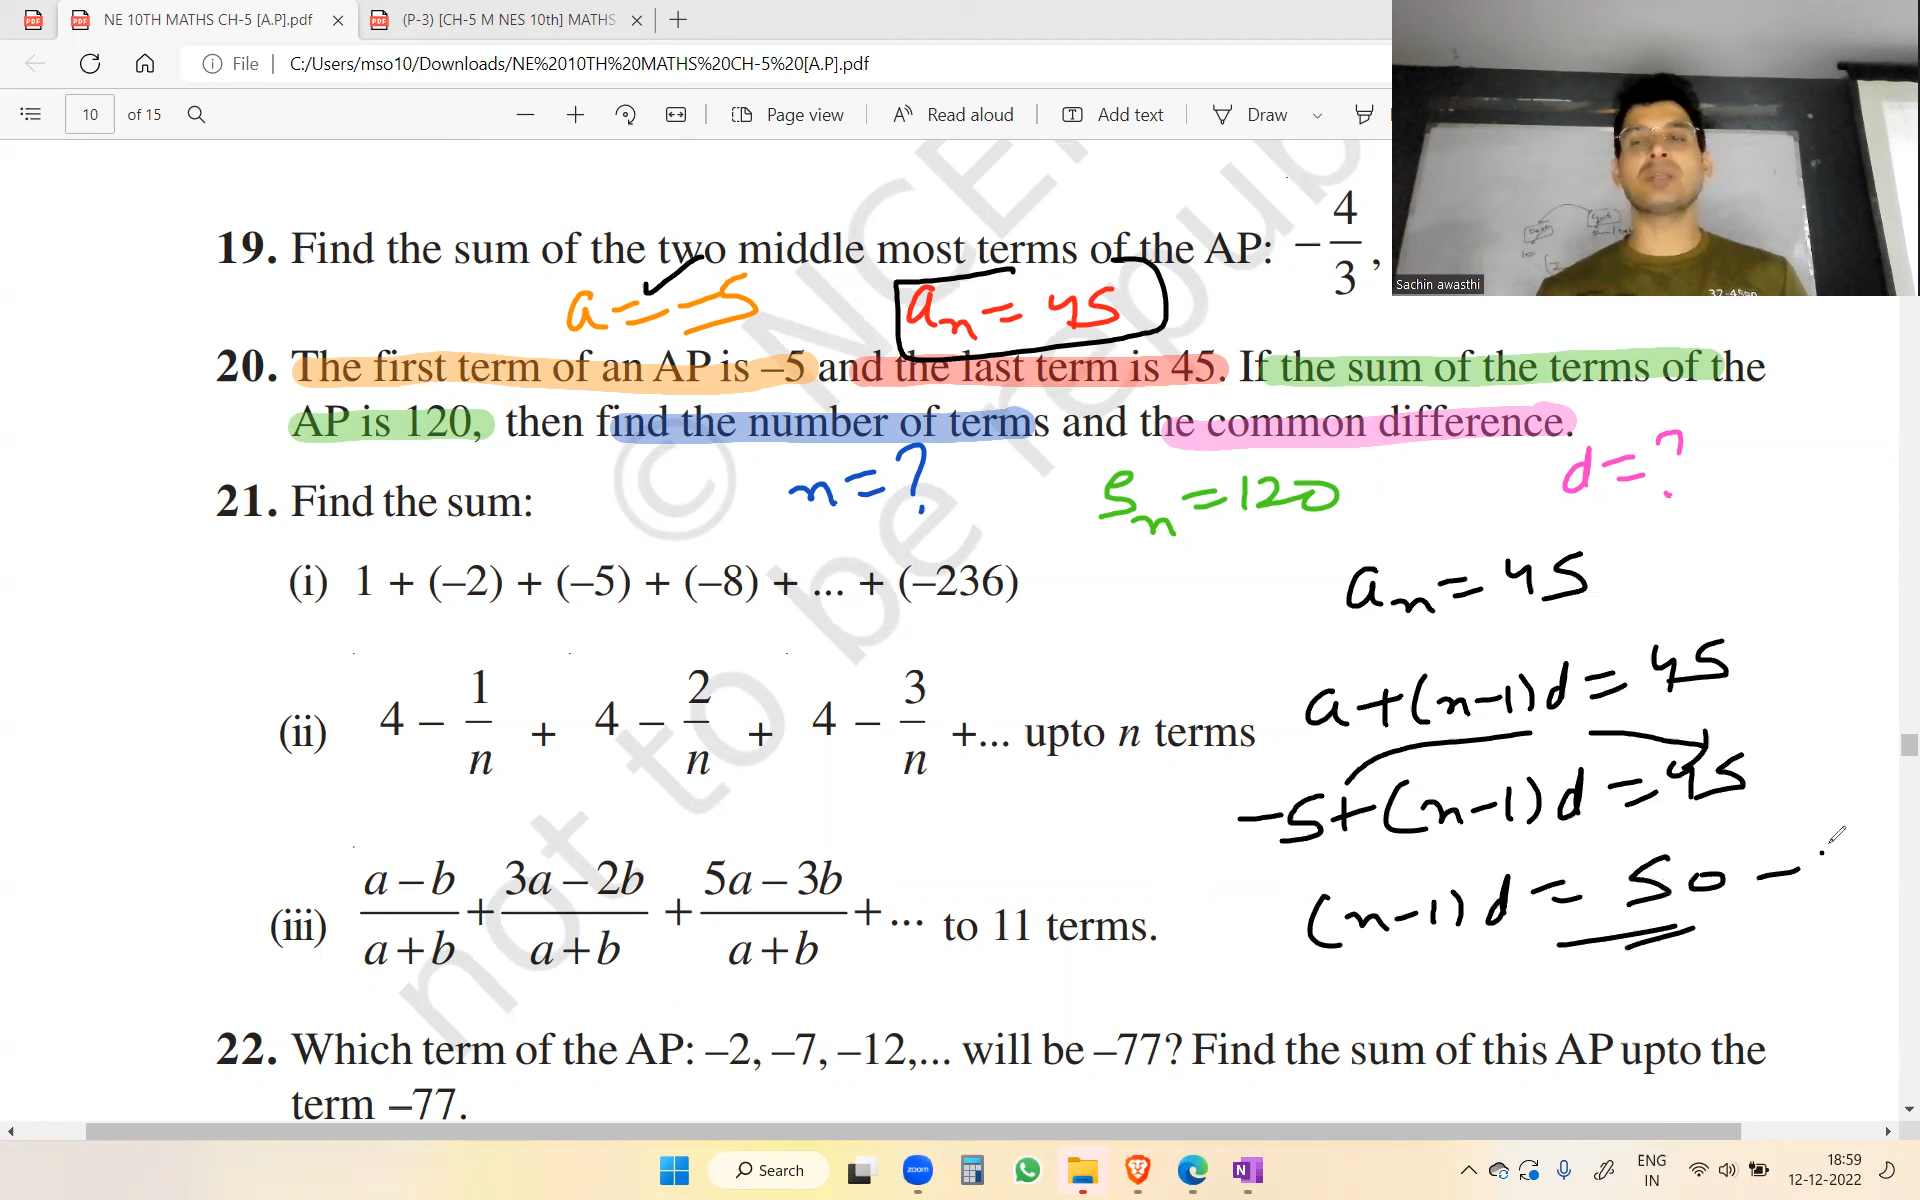 NE 10TH MATHS CH-5 [A.P].pdf
(P-3) [CH-5 M NES 10th] MATHS
File
C:/Users/mso10/Downloads/NE%2010TH%20MATHS%20CH-5%20[A.P].pdf
10 of 15
Page view
Read aloud
Add text
Draw
Sachin awasthi
© NCERT
not to be republ
19. Find the sum of the two middle most terms of the AP: –4/3,
a = –5
an = 45
20. The first term of an AP is –5 and the last term is 45. If the sum of the terms of the
AP is 120, then find the number of terms and the common difference.
n = ?
Sn = 120
d = ?
21. Find the sum:
(i) 1 + (–2) + (–5) + (–8) + ... + (–236)
(ii) 4 – 1/n + 4 – 2/n + 4 – 3/n +... upto n terms
(iii) a – b/a + b + 3a – 2b/a + b + 5a – 3b/a + b + ... to 11 terms.
an = 45
a + (n-1)d = 45
-5 + (n-1)d = 45
(n-1)d = 50 -
22. Which term of the AP: –2, –7, –12,... will be –77? Find the sum of this AP upto the
term –77.
Search
zoom
ENG
IN
18:59
12-12-2022